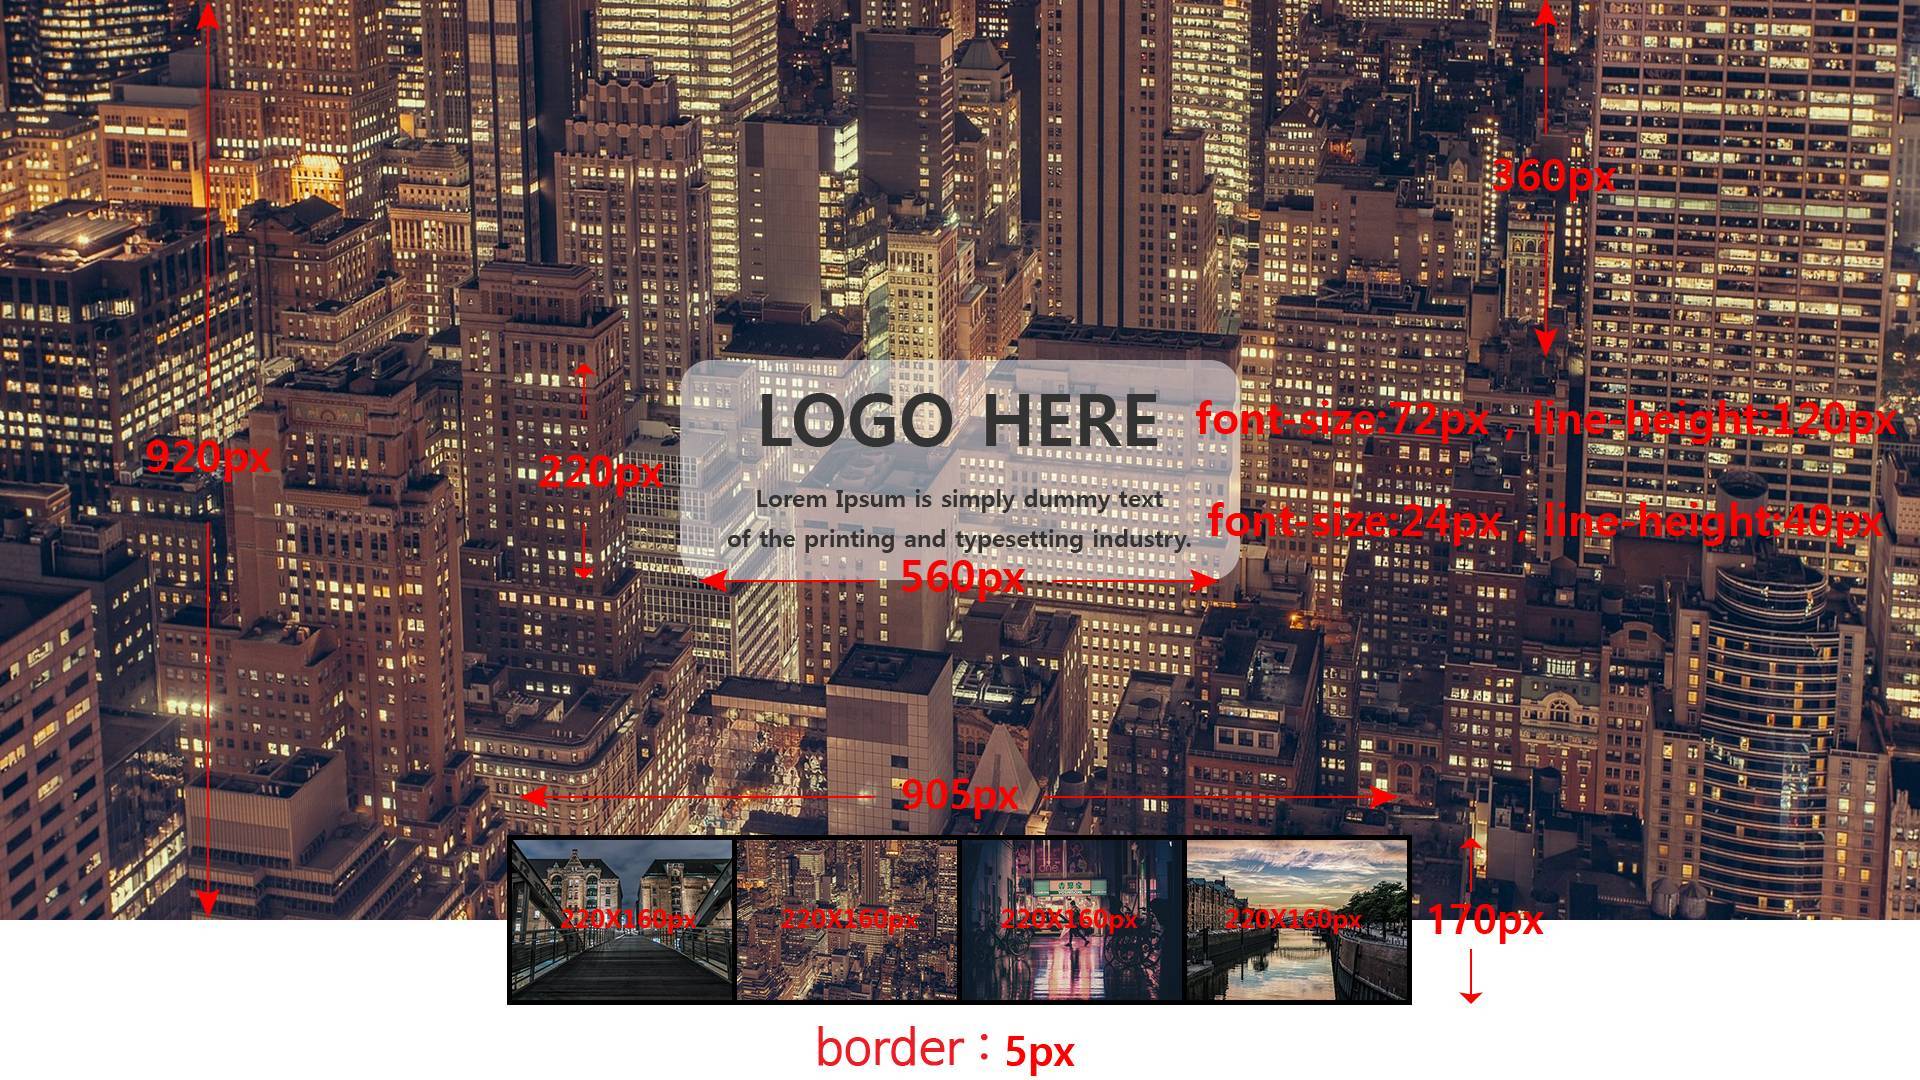 360px
LOGO HERE
font-size:72px , line-height:120px
920px
220px
Lorem Ipsum is simply dummy text
font-size:24px , line-height:40px
of the printing and typesetting industry.
560px
905px
220X160px
220X160px
220X160px
220X160px
170px
border : 5px